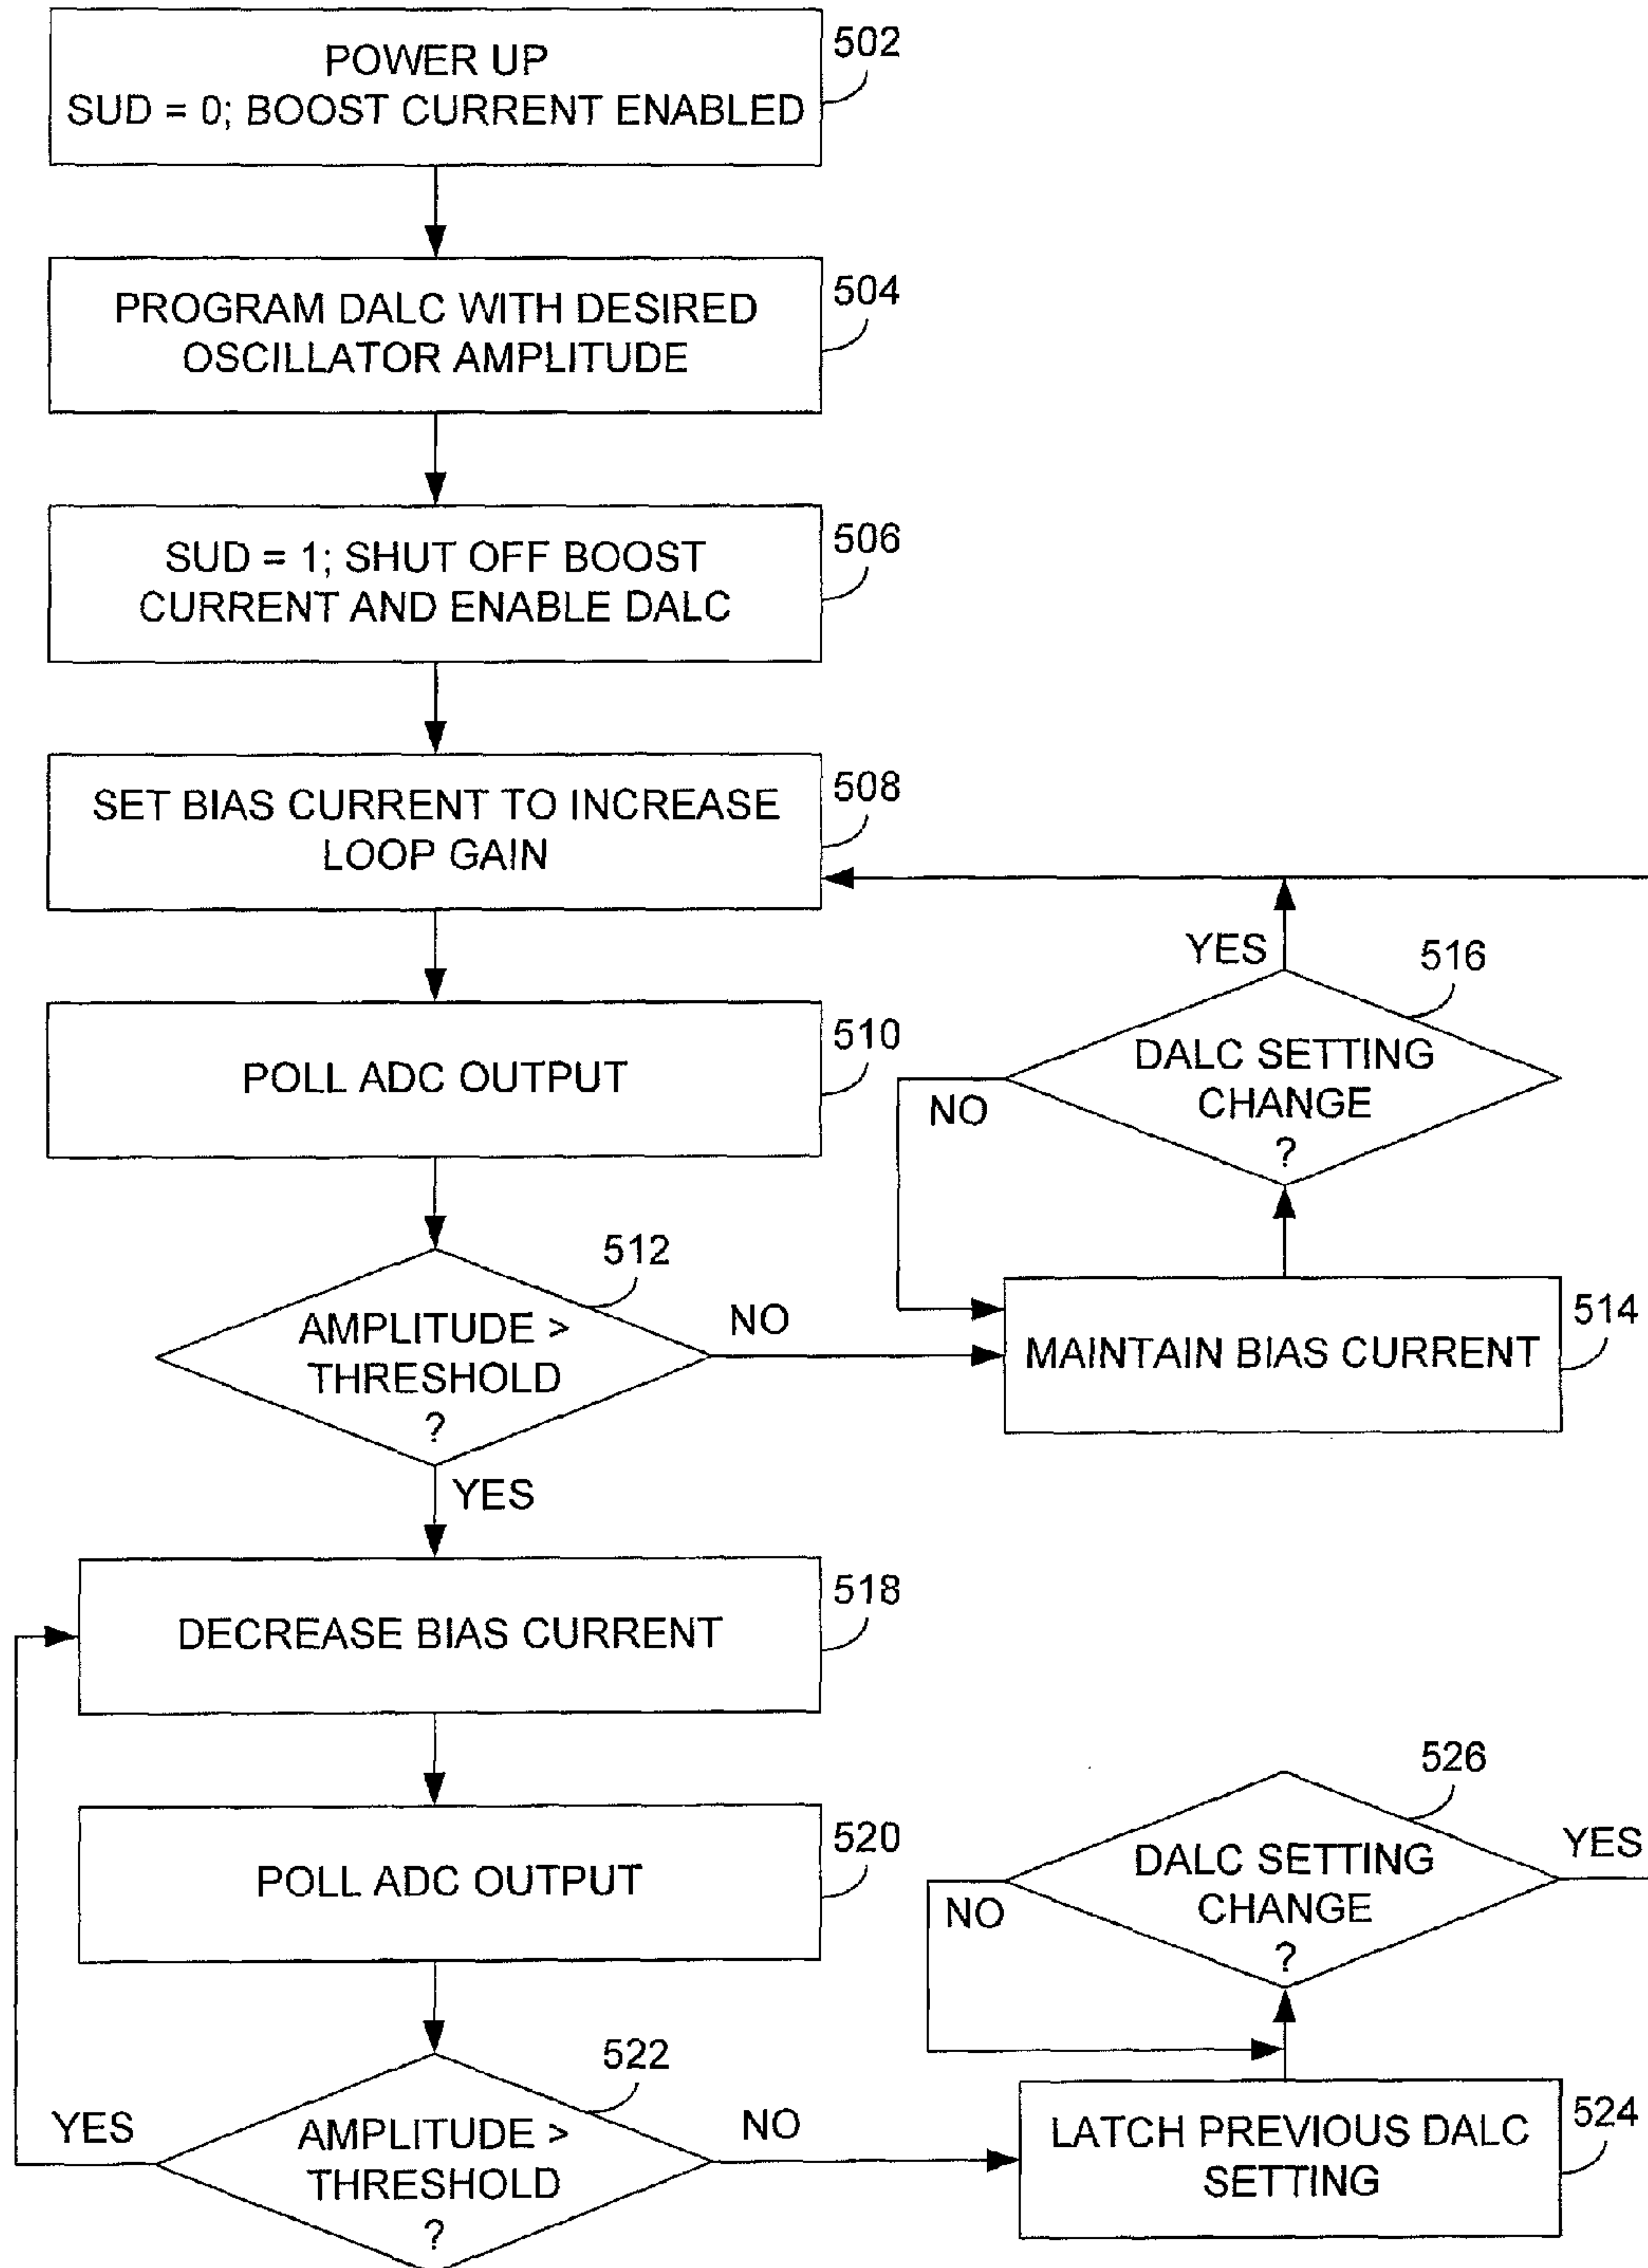 POWER UP
SUD = 0; BOOST CURRENT ENABLED
502
PROGRAM DALC WITH DESIRED
OSCILLATOR AMPLITUDE
504
SUD = 1; SHUT OFF BOOST
CURRENT AND ENABLE DALC
506
SET BIAS CURRENT TO INCREASE
LOOP GAIN
508
POLL ADC OUTPUT
510
YES
516
DALC SETTING
CHANGE
?
NO
512
AMPLITUDE >
THRESHOLD
?
NO
MAINTAIN BIAS CURRENT
514
YES
DECREASE BIAS CURRENT
518
POLL ADC OUTPUT
520
526
DALC SETTING
CHANGE
?
YES
NO
522
YES
AMPLITUDE >
THRESHOLD
?
NO
LATCH PREVIOUS DALC
SETTING
524